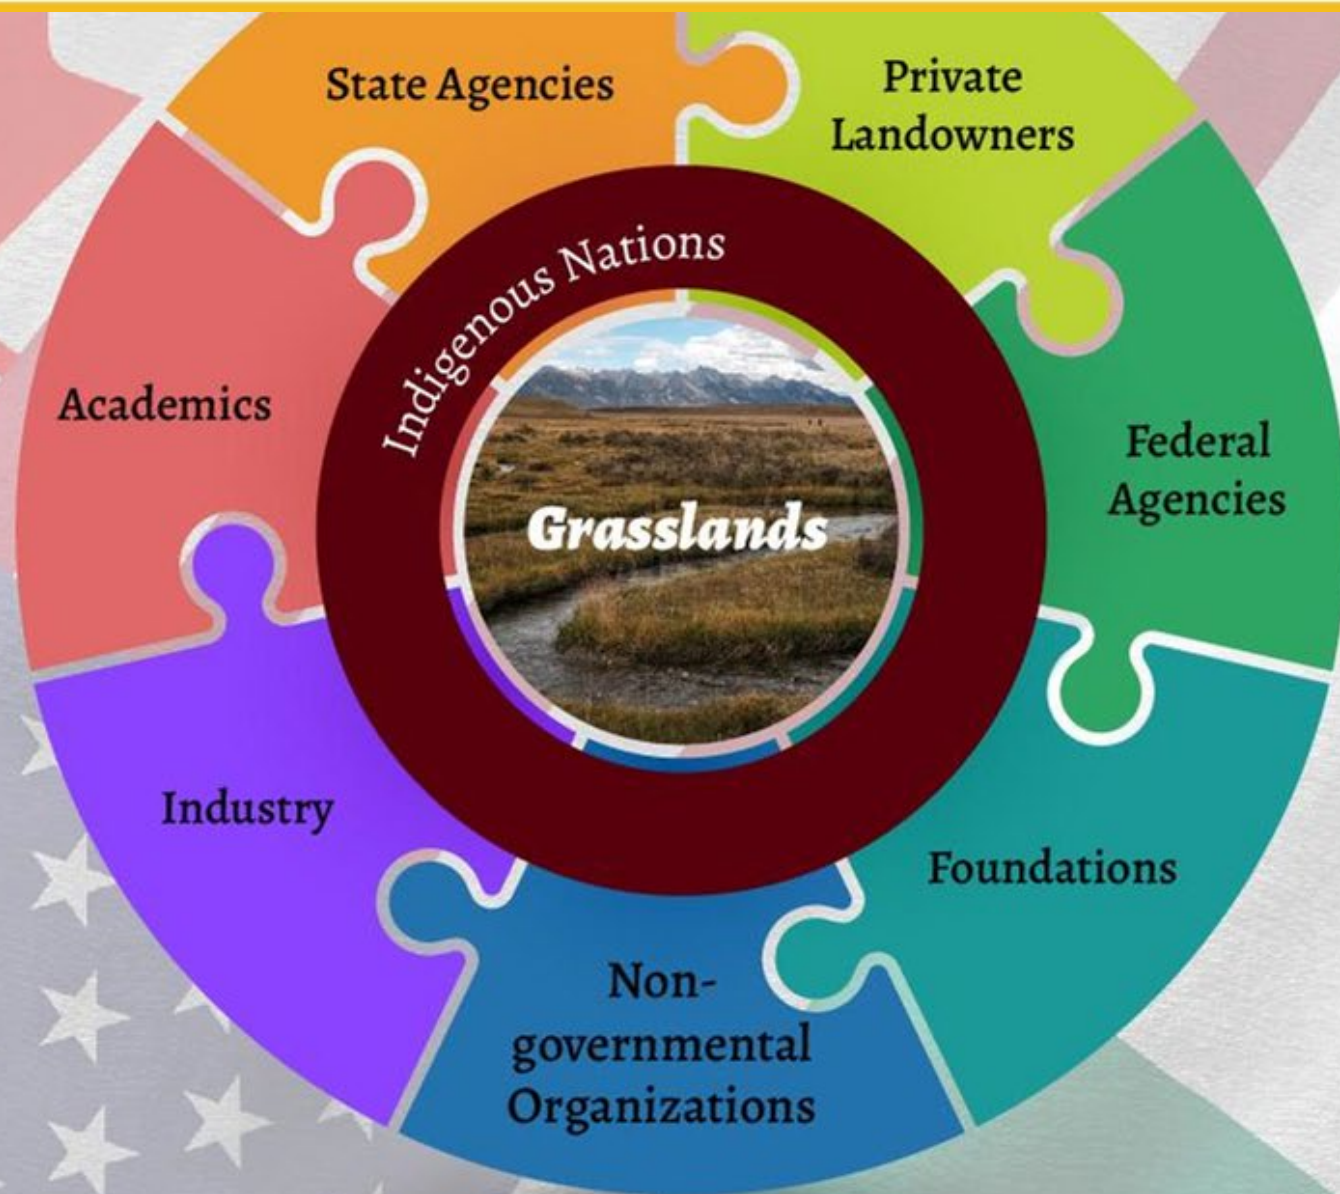 State Agencies
Private
Landowners
Indigenous Nations
Academics
Federal
Agencies
Grasslands
Industry
Foundations
Non-
governmental
Organizations